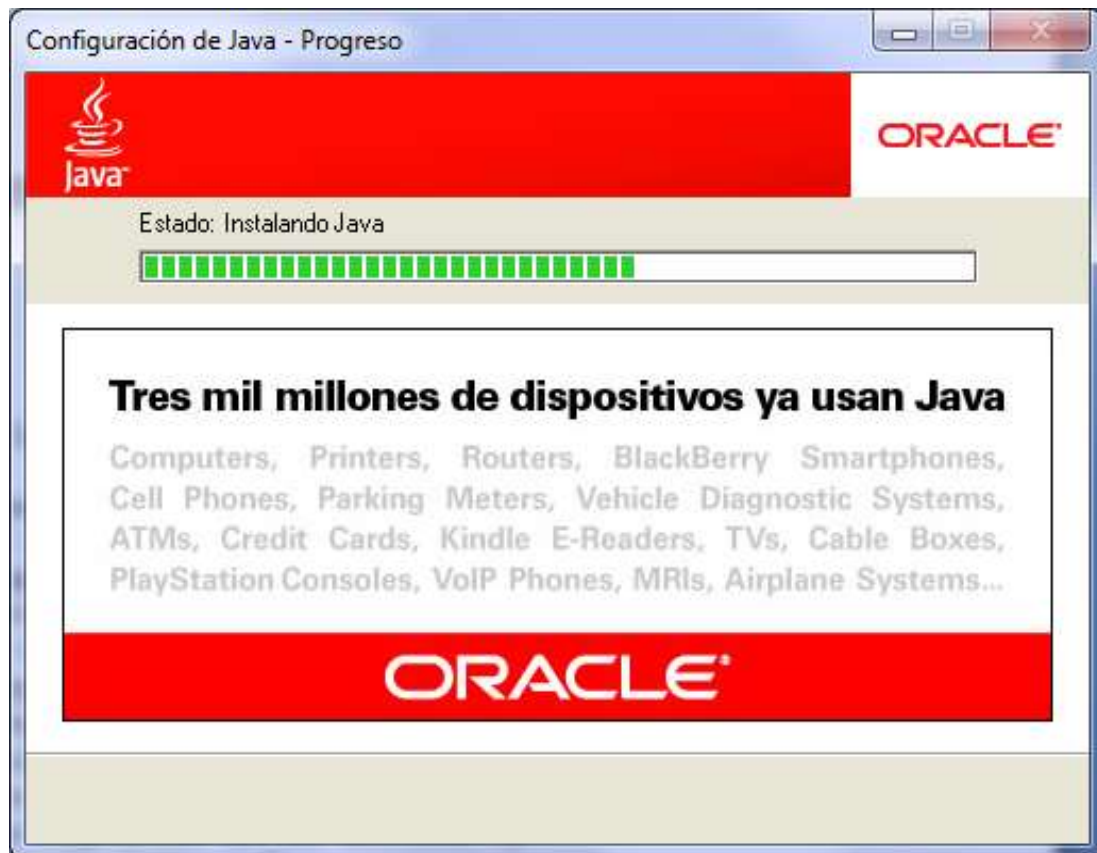 Configuración de Java - Progreso
Java™
ORACLE®
Estado: Instalando Java
Tres mil millones de dispositivos ya usan Java
Computers, Printers, Routers, BlackBerry Smartphones,
Cell Phones, Parking Meters, Vehicle Diagnostic Systems,
ATMs, Credit Cards, Kindle E-Readers, TVs, Cable Boxes,
PlayStation Consoles, VoIP Phones, MRIs, Airplane Systems...
ORACLE®